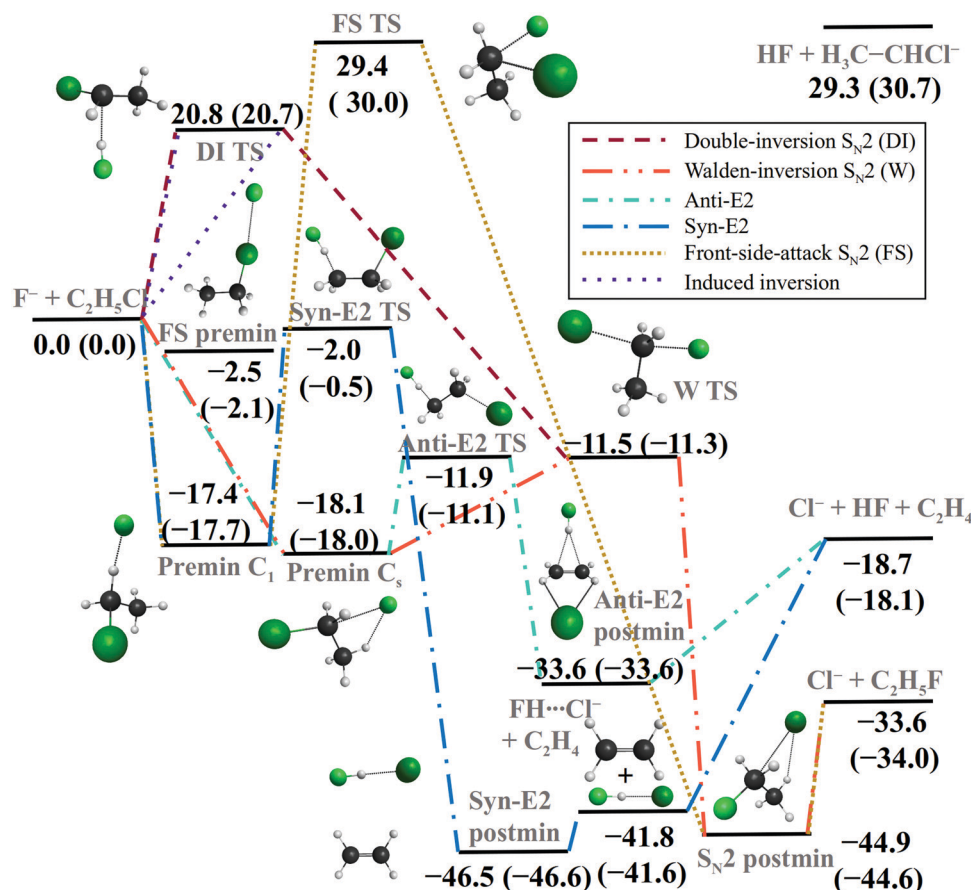 FS TS
29.4
( 30.0)
HF + H₃C−CHCl⁻
29.3 (30.7)
20.8 (20.7)
DI TS
Double-inversion Sₙ2 (DI)
Walden-inversion Sₙ2 (W)
Anti-E2
Syn-E2
Front-side-attack Sₙ2 (FS)
Induced inversion
F⁻ + C₂H₅Cl
0.0 (0.0)
FS premin
−2.5
(−2.1)
Syn-E2 TS
−2.0
(−0.5)
W TS
−11.5 (−11.3)
Anti-E2 TS
−11.9
(−11.1)
−17.4
(−17.7)
Premin C₁
−18.1
(−18.0)
Premin Cₛ
Cl⁻ + HF + C₂H₄
−18.7
(−18.1)
Anti-E2
postmin
−33.6 (−33.6)
Cl⁻ + C₂H₅F
−33.6
(−34.0)
FH···Cl⁻
+ C₂H₄
+
−41.8
(−41.6)
Syn-E2
postmin
−46.5 (−46.6)
Sₙ2 postmin
−44.9
(−44.6)